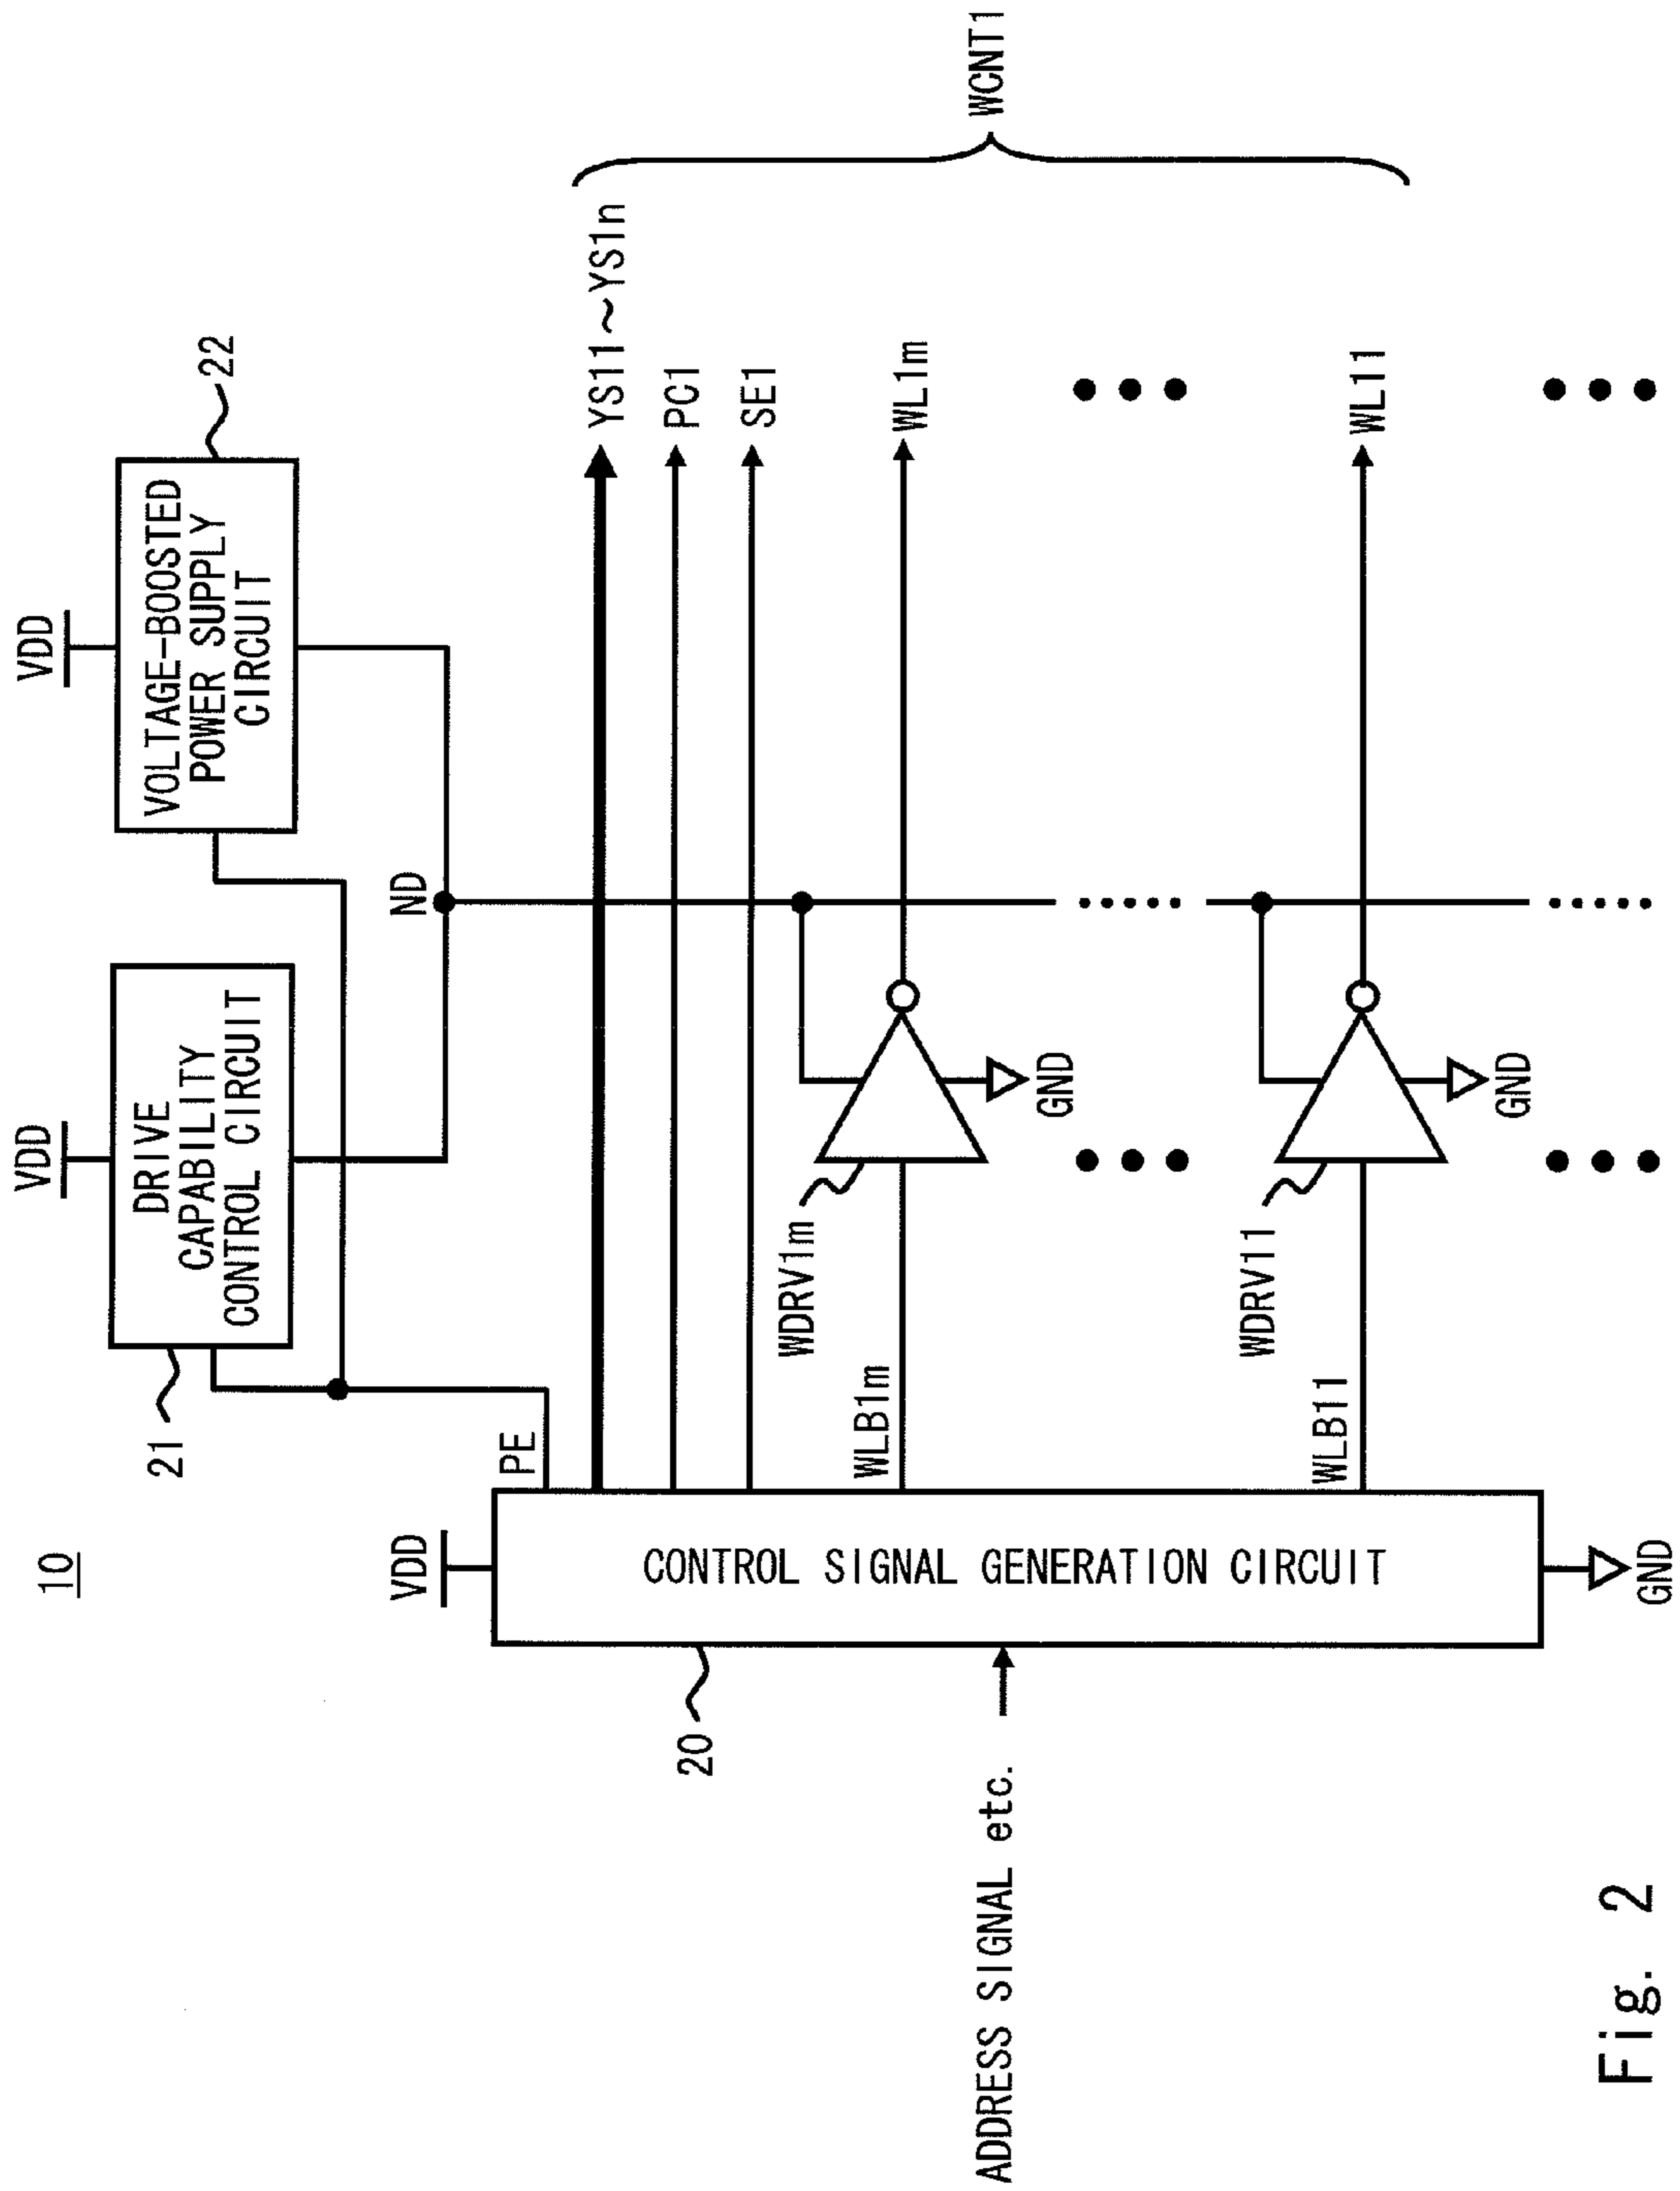 10
VDD
VDD
DRIVE
CAPABILITY
CONTROL CIRCUIT
21
VOLTAGE-BOOSTED
POWER SUPPLY
CIRCUIT
22
ND
PE
VDD
YS11~YS1n
PC1
SE1
WCNT1
20
CONTROL SIGNAL GENERATION CIRCUIT
ADDRESS SIGNAL etc.
WDRV1m
WLB1m
WL1m
GND
WDRV11
WLB11
WL11
GND
GND
Fig. 2